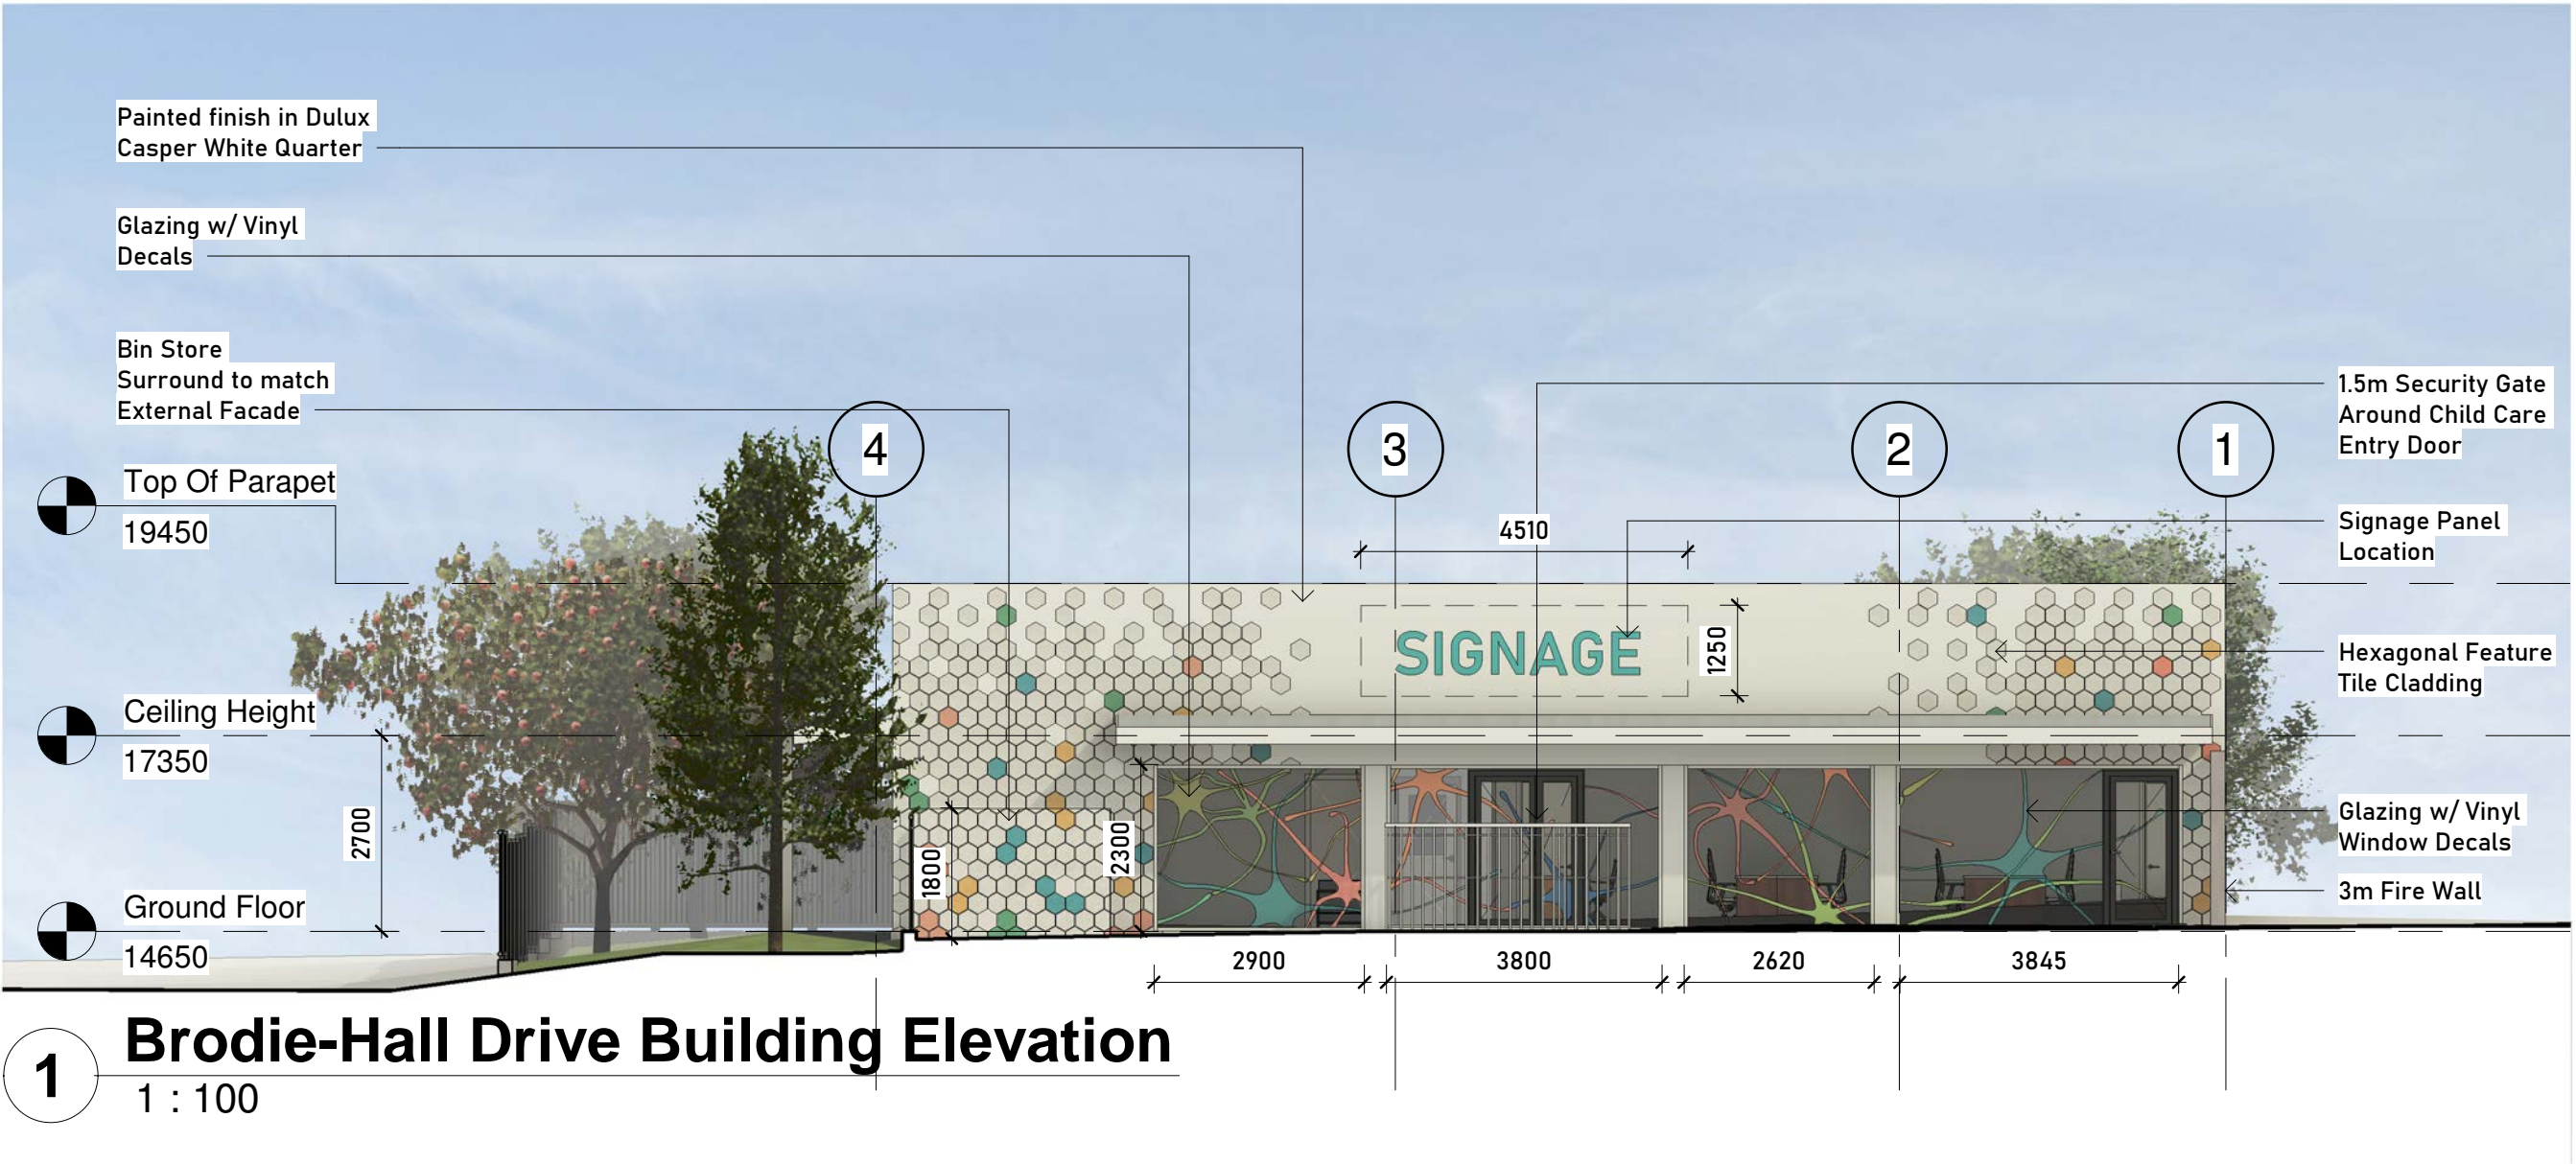 Painted finish in Dulux
Casper White Quarter
Glazing w/ Vinyl
Decals
Bin Store
Surround to match
External Facade
1.5m Security Gate
Around Child Care
Entry Door
4
3
2
1
Top Of Parapet
19450
4510
Signage Panel
Location
SIGNAGE
1250
Hexagonal Feature
Tile Cladding
Ceiling Height
17350
2700
1800
2300
Glazing w/ Vinyl
Window Decals
3m Fire Wall
Ground Floor
14650
2900
3800
2620
3845
1
Brodie-Hall Drive Building Elevation
1 : 100